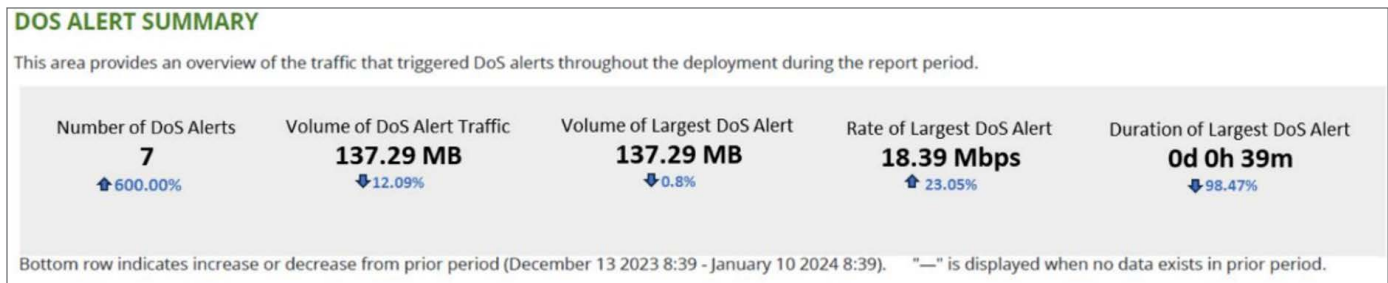 DOS ALERT SUMMARY
This area provides an overview of the traffic that triggered DoS alerts throughout the deployment during the report period.
Number of DoS Alerts
7
600.00%
Volume of DoS Alert Traffic
137.29 MB
12.09%
Volume of Largest DoS Alert
137.29 MB
0.8%
Rate of Largest DoS Alert
18.39 Mbps
23.05%
Duration of Largest DoS Alert
0d 0h 39m
98.47%
Bottom row indicates increase or decrease from prior period (December 13 2023 8:39 - January 10 2024 8:39). "—" is displayed when no data exists in prior period.